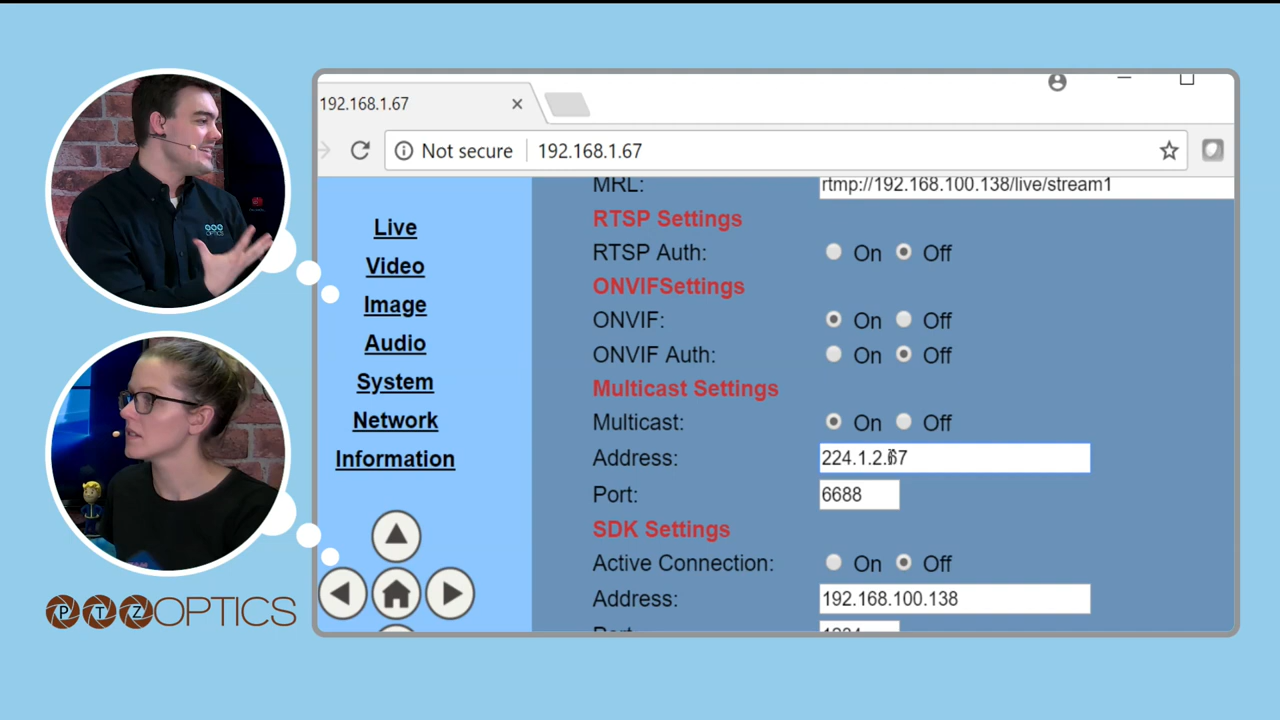 192.168.1.67
Not secure 192.168.1.67
MRL: rtmp://192.168.100.138/live/stream1
Live
Video
Image
Audio
System
Network
Information
RTSP Settings
RTSP Auth: On Off
ONVIFSettings
ONVIF: On Off
ONVIF Auth: On Off
Multicast Settings
Multicast: On Off
Address: 224.1.2.67
Port: 6688
SDK Settings
Active Connection: On Off
Address: 192.168.100.138
PTZOPTICS